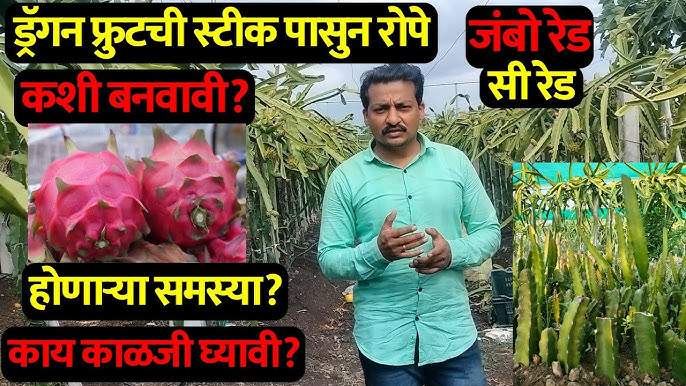 ड्रॅगन फ्रुटची स्टीक पासुन रोपे
कशी बनवावी?
जंबो रेड
सी रेड
होणाऱ्या समस्या?
काय काळजी घ्यावी?